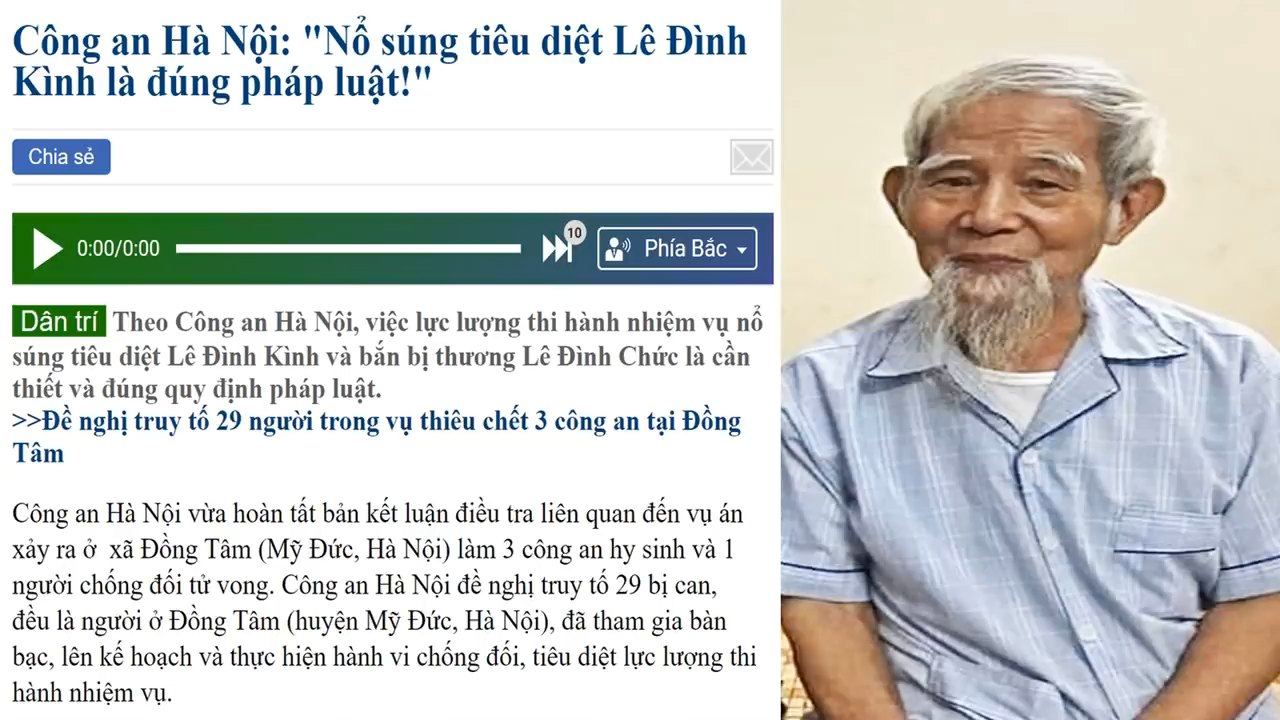 Công an Hà Nội: "Nổ súng tiêu diệt Lê Đình
Kình là đúng pháp luật!"
Chia sẻ
0:00/0:00
10
Phía Bắc
Dân trí Theo Công an Hà Nội, việc lực lượng thi hành nhiệm vụ nổ
súng tiêu diệt Lê Đình Kình và bắn bị thương Lê Đình Chức là cần
thiết và đúng quy định pháp luật.
>>Đề nghị truy tố 29 người trong vụ thiêu chết 3 công an tại Đồng
Tâm
Công an Hà Nội vừa hoàn tất bản kết luận điều tra liên quan đến vụ án
xảy ra ở xã Đồng Tâm (Mỹ Đức, Hà Nội) làm 3 công an hy sinh và 1
người chống đối tử vong. Công an Hà Nội đề nghị truy tố 29 bị can,
đều là người ở Đồng Tâm (huyện Mỹ Đức, Hà Nội), đã tham gia bàn
bạc, lên kế hoạch và thực hiện hành vi chống đối, tiêu diệt lực lượng thi
hành nhiệm vụ.